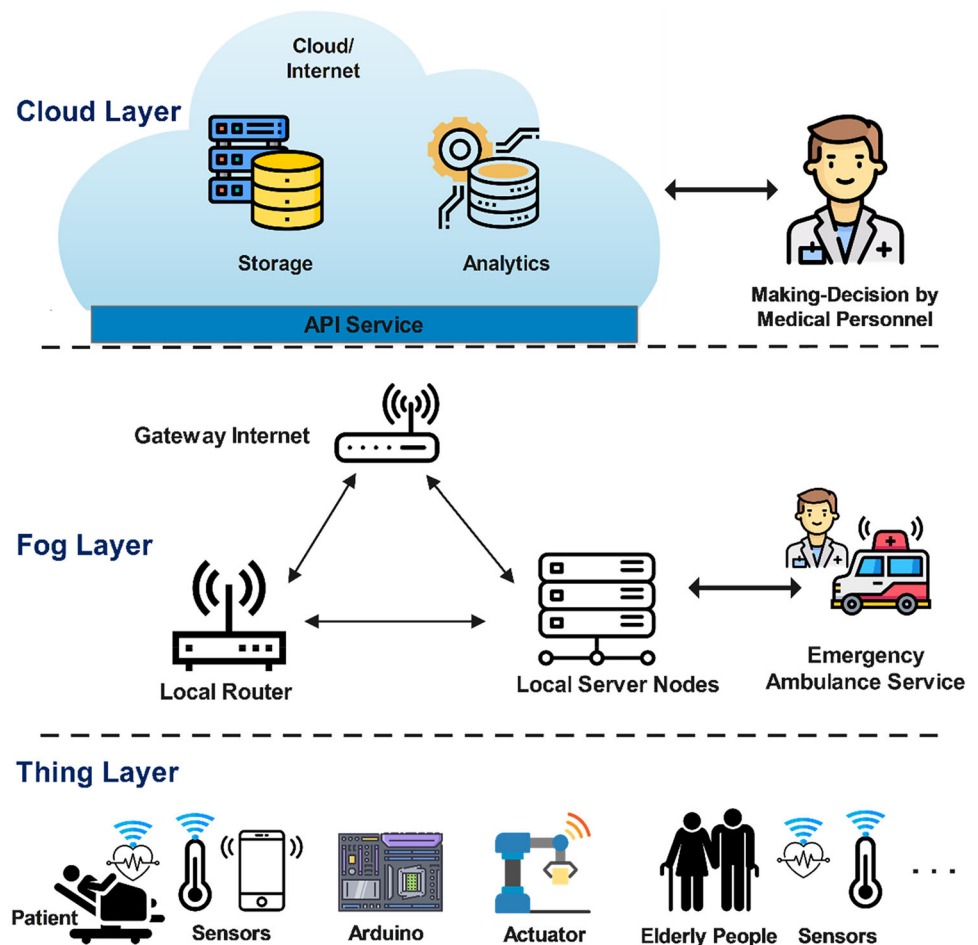 Cloud/
Internet
Cloud Layer
Storage
Analytics
API Service
Making-Decision by
Medical Personnel
Gateway Internet
Fog Layer
Local Router
Local Server Nodes
Emergency
Ambulance Service
Thing Layer
Patient
Sensors
Arduino
Actuator
Elderly People
Sensors
. . .